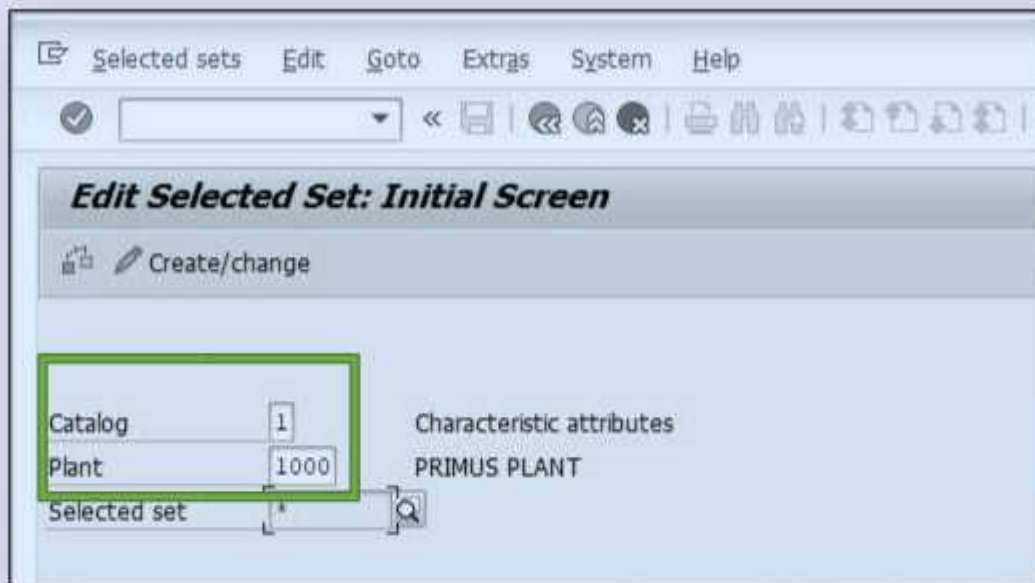 Selected sets Edit Goto Extras System Help
Edit Selected Set: Initial Screen
Create/change
Catalog 1 Characteristic attributes
Plant 1000 PRIMUS PLANT
Selected set *